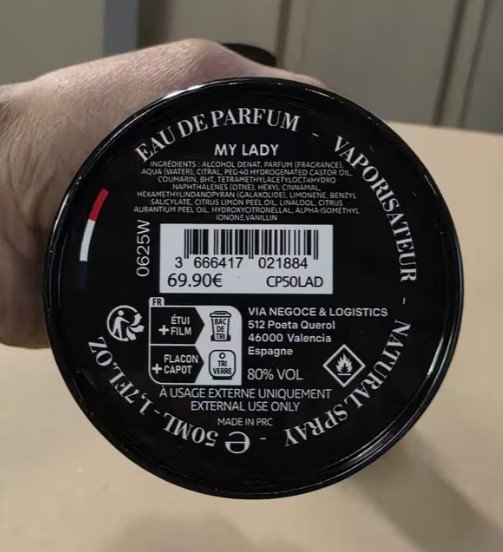 EAU DE PARFUM - VAPORISATEUR - NATURAL SPRAY - e 50ML - 1,7FL.OZ
MY LADY
INGRÉDIENTS : ALCOHOL DENAT, PARFUM (FRAGRANCE),
AQUA (WATER), CITRAL, PEG-40 HYDROGENATED CASTOR OIL,
COUMARIN, BHT, TETRAMETHYLACETYLOCTAHYDRO
NAPHTHALENES (OTNE), HEXYL CINNAMAL,
HEXAMETHYLINDANOPYRAN (GALAXOLIDE), LIMONENE, BENZYL
SALICYLATE, CITRUS LIMON PEEL OIL, LINALOOL, CITRUS
AURANTIUM PEEL OIL, HYDROXYCITRONELLAL, ALPHA-ISOMETHYL
IONONE,VANILLIN
0625W
3 666417 021884
69.90€ CP50LAD
FR
ÉTUI
+ FILM
BAC
DE
TRI
FLACON
+ CAPOT
TRI
VERRE
VIA NEGOCE & LOGISTICS
512 Poeta Querol
46000 Valencia
Espagne
80% VOL
À USAGE EXTERNE UNIQUEMENT
EXTERNAL USE ONLY
MADE IN PRC